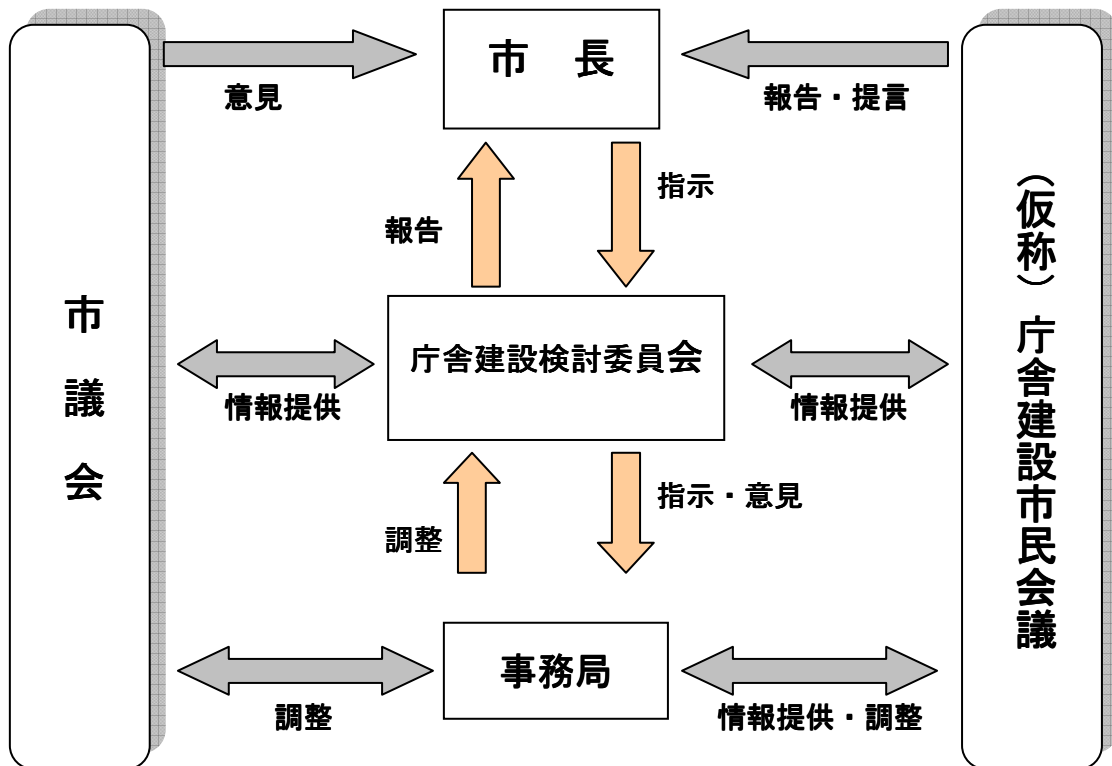 市 長
意見
報告・提言
指示
報告
市議会
(仮称)庁舎建設市民会議
庁舎建設検討委員会
情報提供
情報提供
指示・意見
調整
事務局
調整
情報提供・調整